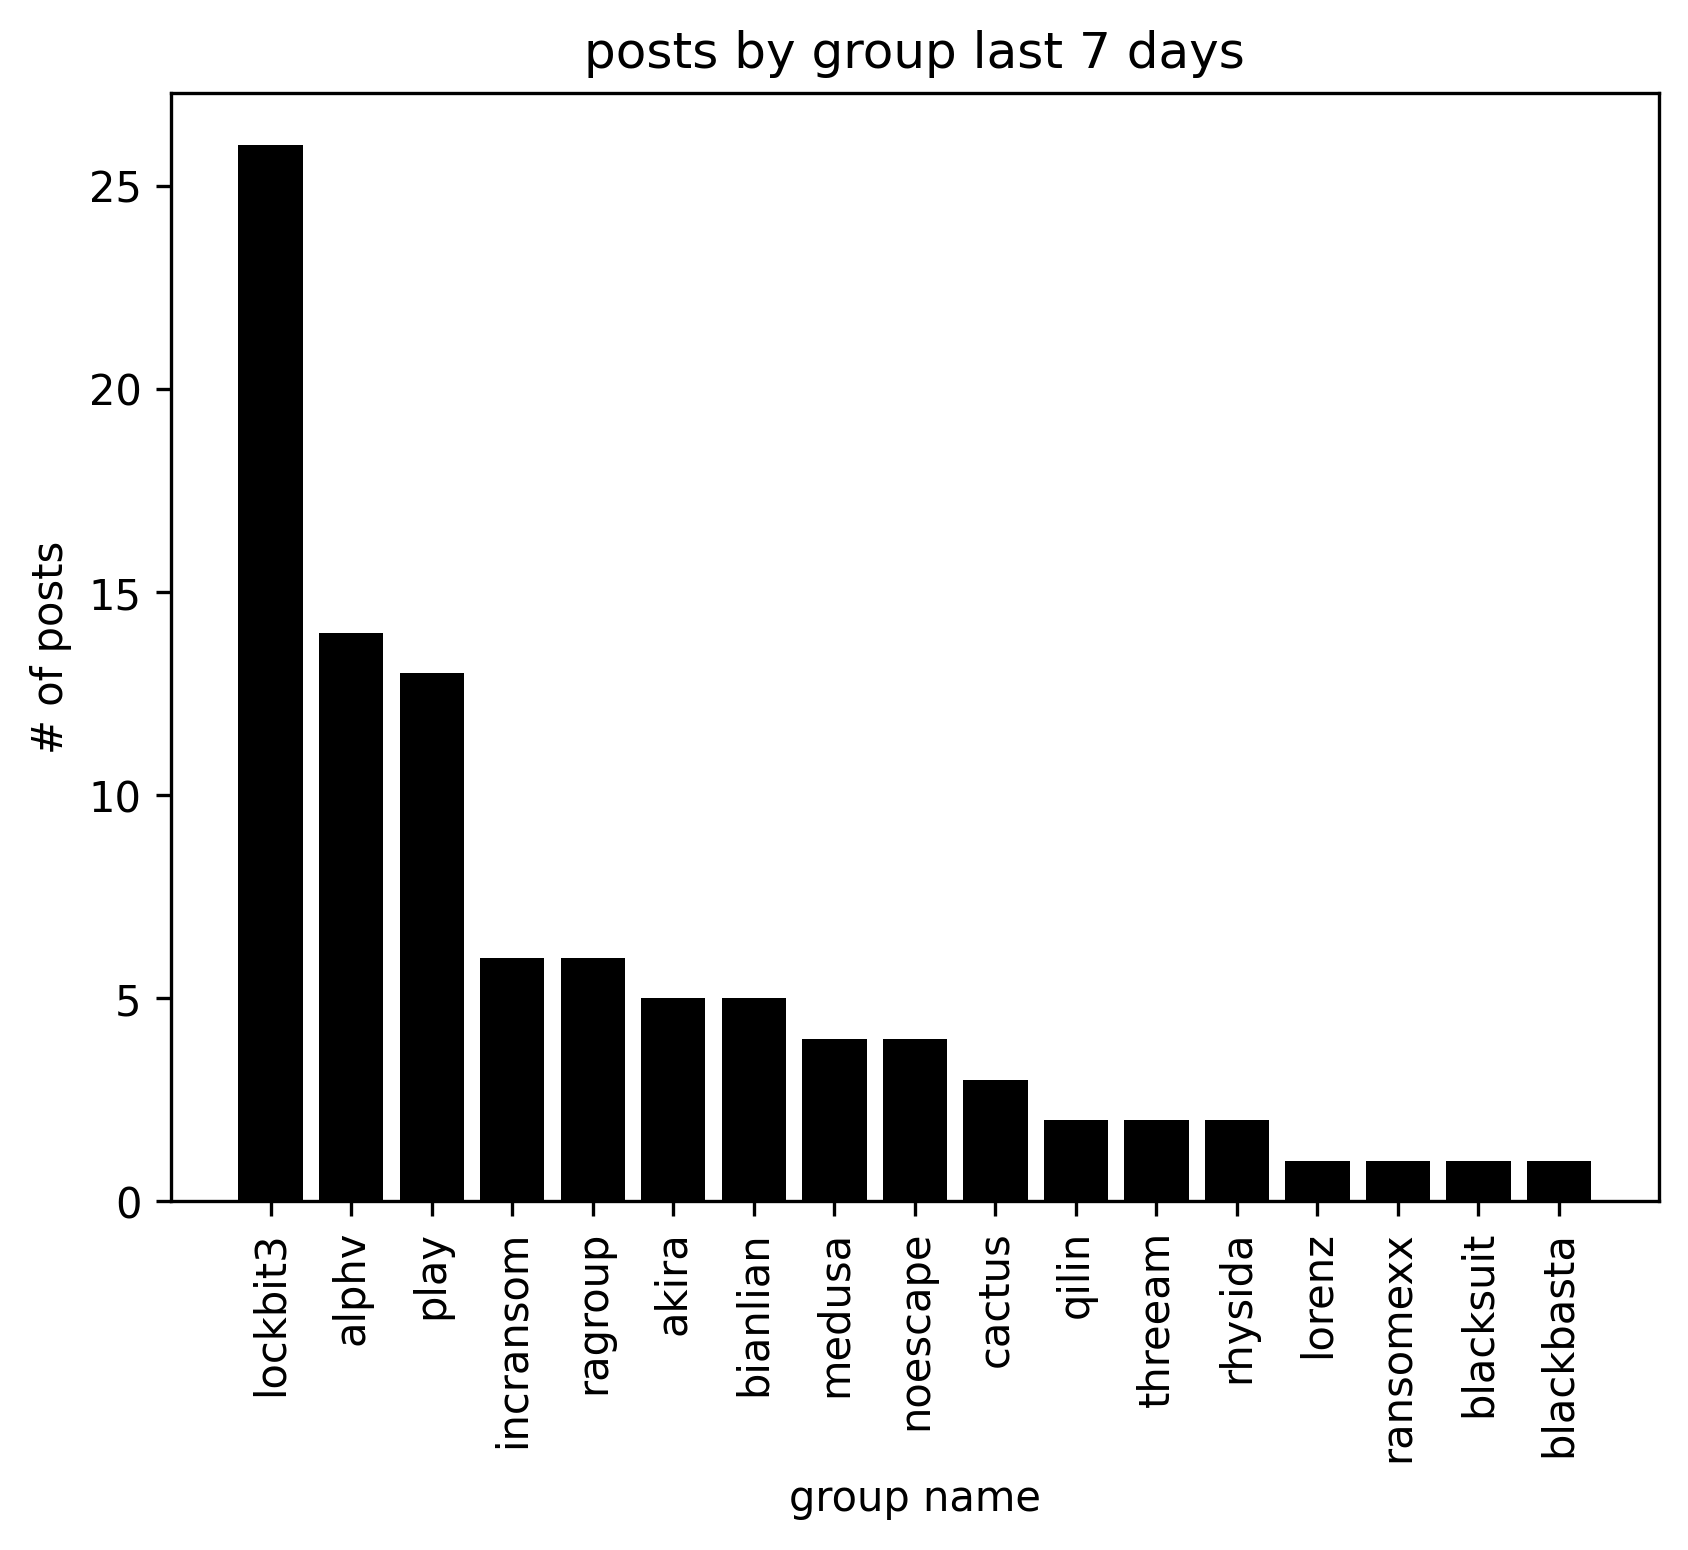 posts by group last 7 days
# of posts
25
20
15
10
5
0
lockbit3
alphv
play
incransom
ragroup
akira
bianlian
medusa
noescape
cactus
qilin
threeam
rhysida
lorenz
ransomexx
blacksuit
blackbasta
group name